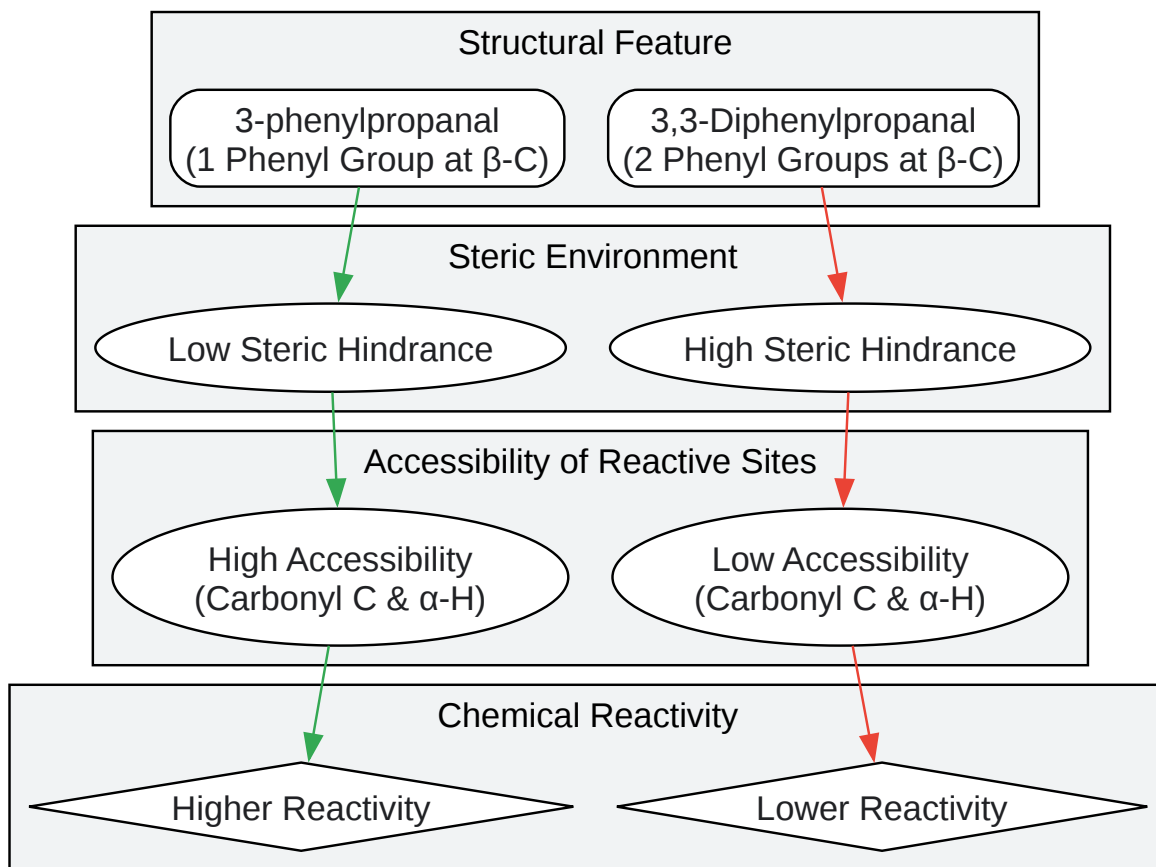 Structural Feature
3-phenylpropanal
(1 Phenyl Group at β-C)
3,3-Diphenylpropanal
(2 Phenyl Groups at β-C)
Steric Environment
Low Steric Hindrance
High Steric Hindrance
Accessibility of Reactive Sites
High Accessibility
(Carbonyl C & α-H)
Low Accessibility
(Carbonyl C & α-H)
Chemical Reactivity
Higher Reactivity
Lower Reactivity